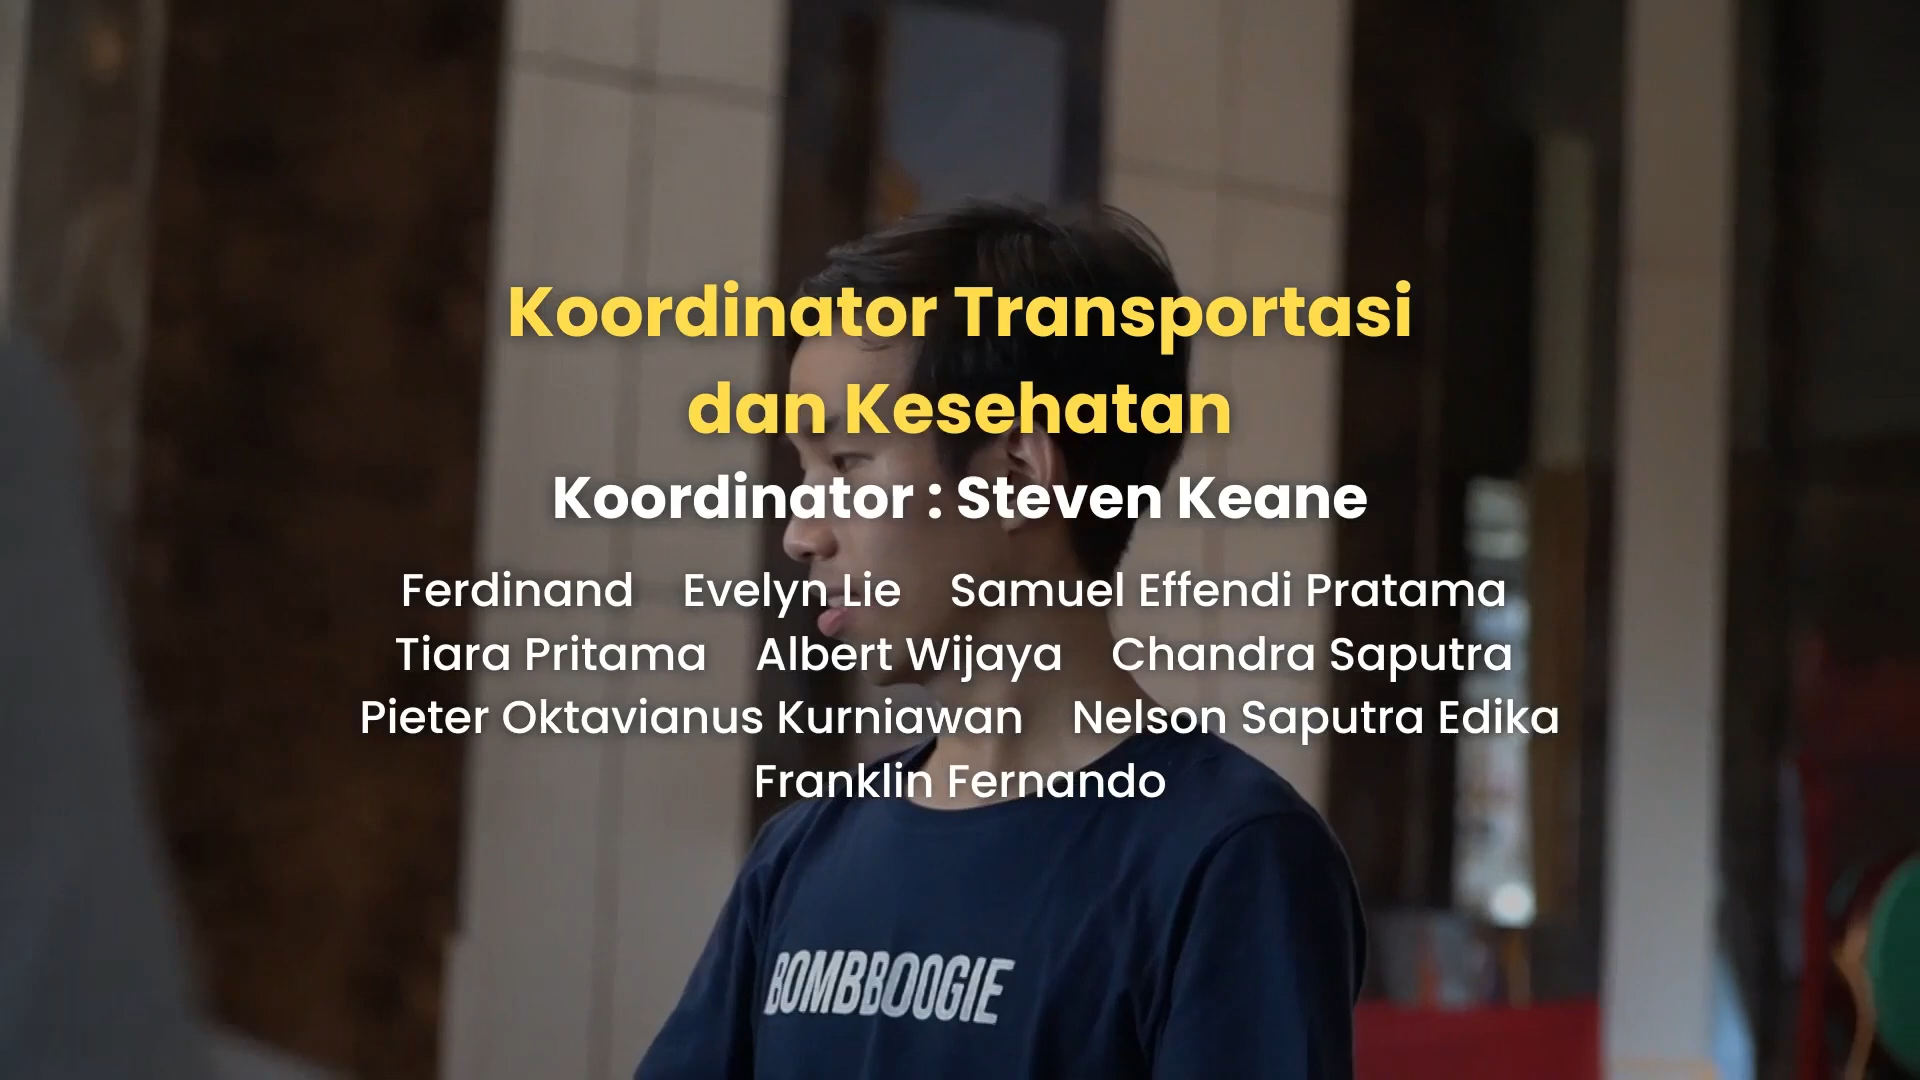 Koordinator Transportasi
dan Kesehatan
Koordinator : Steven Keane
Ferdinand Evelyn Lie Samuel Effendi Pratama
Tiara Pritama Albert Wijaya Chandra Saputra
Pieter Oktavianus Kurniawan Nelson Saputra Edika
Franklin Fernando
BOMBBOOGIE